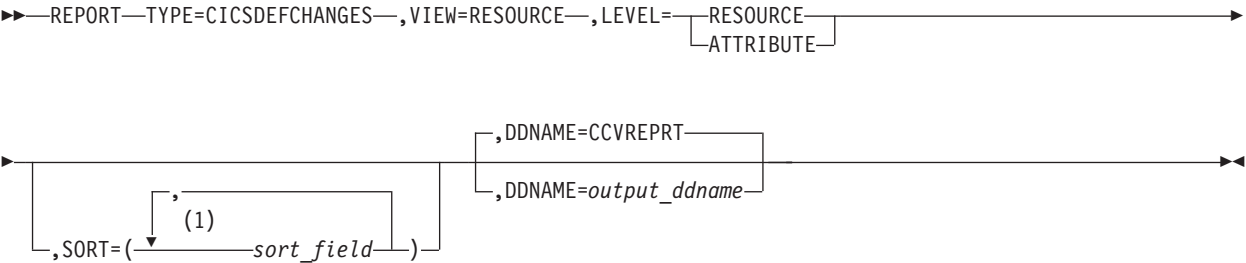 REPORT TYPE=CICSDEFCHANGES ,VIEW=RESOURCE ,LEVEL= RESOURCE
ATTRIBUTE
,DDNAME=CCVREPRT
,DDNAME=output_ddname
,
(1)
,SORT=( sort_field )